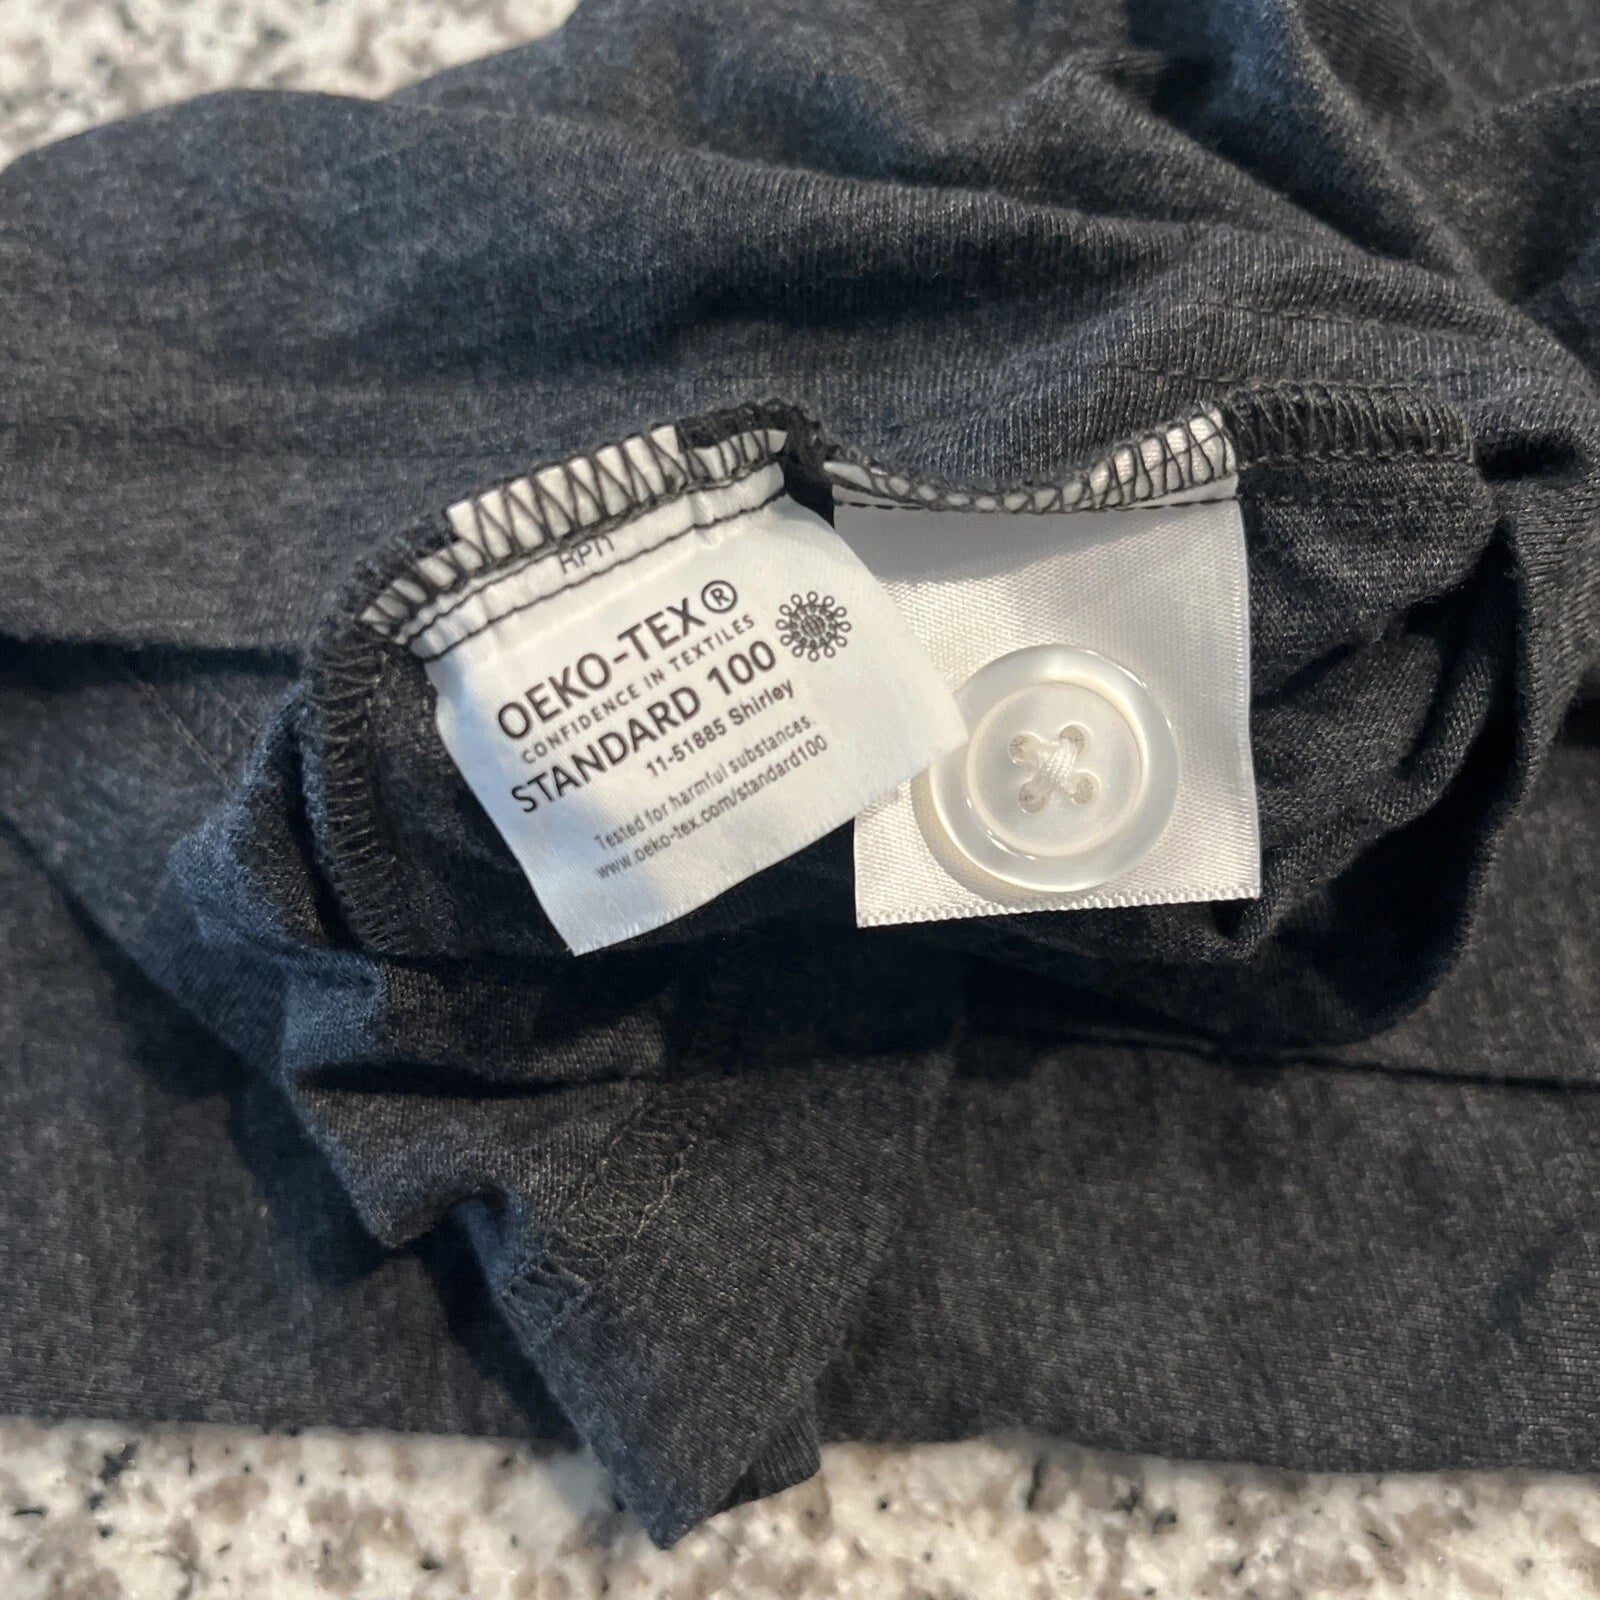 OEKO-TEX®
CONFIDENCE IN TEXTILES
STANDARD 100
11-51885 Shirley
Tested for harmful substances.
www.oeko-tex.com/standard100